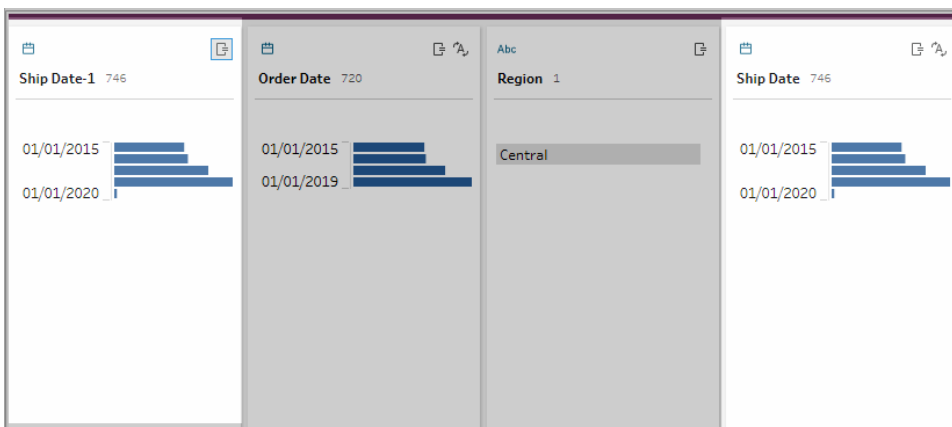 Ship Date-1 746
01/01/2015
01/01/2020
Order Date 720
01/01/2015
01/01/2019
Abc
Region 1
Central
Ship Date 746
01/01/2015
01/01/2020